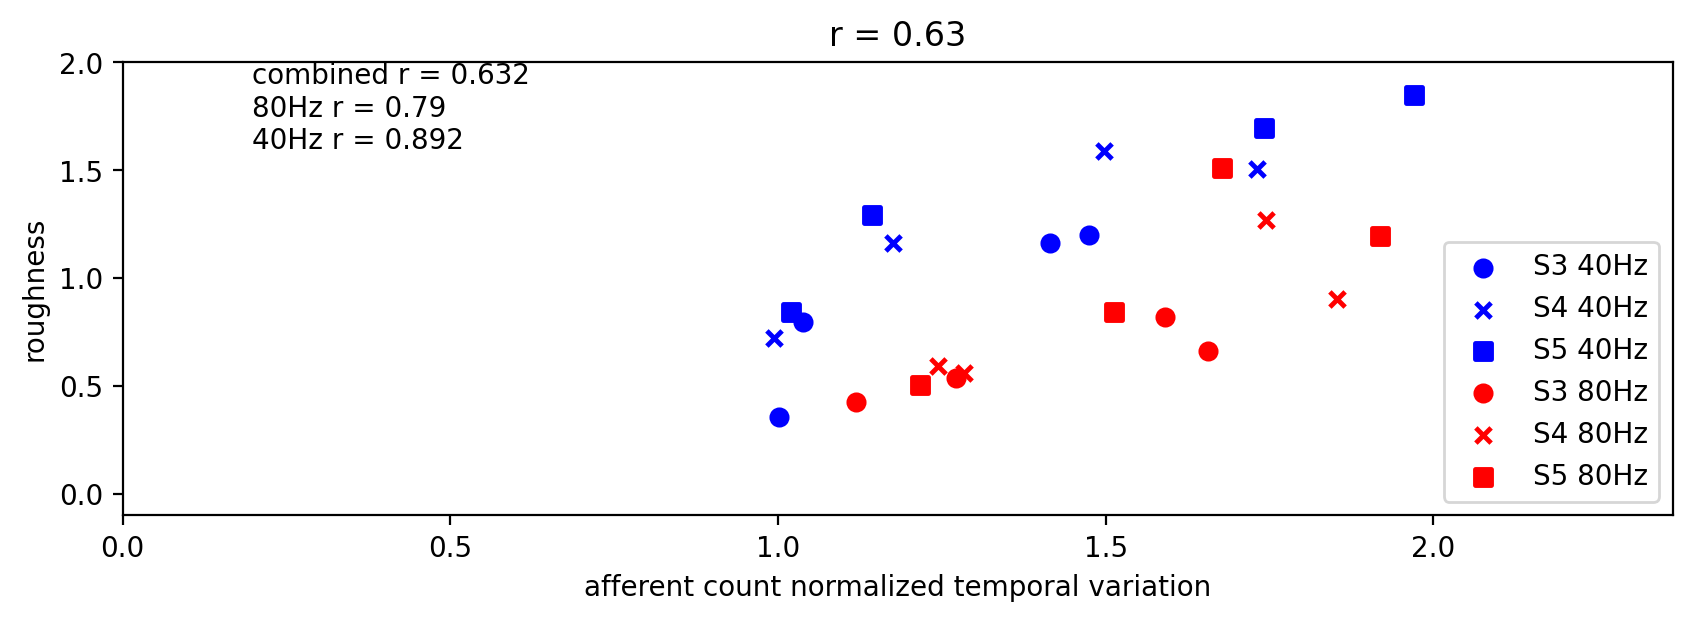 r = 0.63
combined r = 0.632
80Hz r = 0.79
40Hz r = 0.892
2.0
1.5
1.0
0.5
0.0
roughness
S3 40Hz
S4 40Hz
S5 40Hz
S3 80Hz
S4 80Hz
S5 80Hz
0.0 0.5 1.0 1.5 2.0
afferent count normalized temporal variation